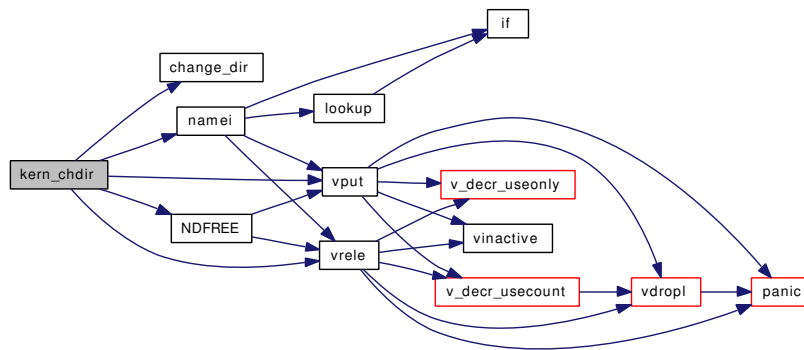 if
change_dir
lookup
namei
kern_chdir
vput
v_decr_useonly
NDFREE
vinactive
vrele
v_decr_usecount
vdropl
panic